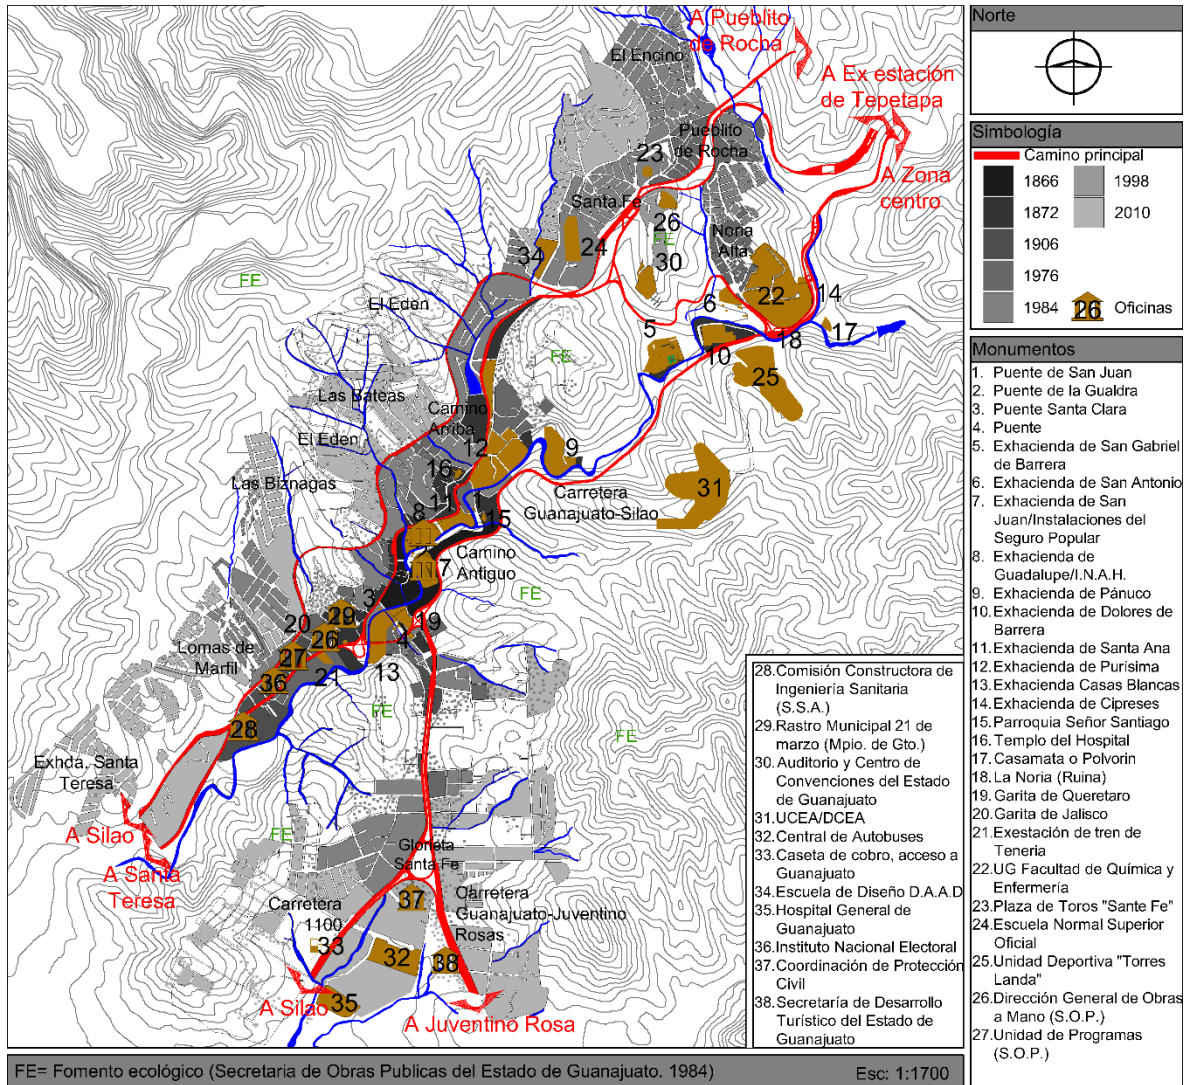 A Pueblito
de Rocha
El Encino
A Ex estación
de Tepetapa
Pueblito
de Rocha
23
A Zona
centro
Santa Fe
26
Noria
Alta
FE
34
24
30
FE
22
14
El Eden
6
5
17
18
FE
10
25
Las Bateas
Camino
Arriba
El Eden
12
9
16
31
Las Biznagas
11
1
Carretera
Guanajuato-Silao
8
15
2
Camino
Antiguo
7
3
FE
29
20
19
26
4
Lomas de
Marfil
27
21
13
36
FE
28
FE
Exhda. Santa
Teresa
A Silao
FE
Glorieta
Santa Fe
A Santa
Teresa
37
Carretera
Guanajuato-Juventino
Rosas
Carretera
1100
33
32
38
A Silao
35
A Juventino Rosa
Norte
Simbología
Camino principal
1866
1998
1872
2010
1906
1976
1984
26
Oficinas
Monumentos
1. Puente de San Juan
2. Puente de la Gualdra
3. Puente Santa Clara
4. Puente
5. Exhacienda de San Gabriel
de Barrera
6. Exhacienda de San Antonio
7. Exhacienda de San
Juan/Instalaciones del
Seguro Popular
8. Exhacienda de
Guadalupe/I.N.A.H.
9. Exhacienda de Pánuco
10. Exhacienda de Dolores de
Barrera
11. Exhacienda de Santa Ana
12. Exhacienda de Purísima
13. Exhacienda Casas Blancas
14. Exhacienda de Cipreses
15. Parroquia Señor Santiago
16. Templo del Hospital
17. Casamata o Polvorin
18. La Noria (Ruina)
19. Garita de Queretaro
20. Garita de Jalisco
21. Exestación de tren de
Teneria
22. UG Facultad de Química y
Enfermería
23. Plaza de Toros "Sante Fe"
24. Escuela Normal Superior
Oficial
25. Unidad Deportiva "Torres
Landa"
26. Dirección General de Obras
a Mano (S.O.P.)
27. Unidad de Programas
(S.O.P.)
28. Comisión Constructora de
Ingeniería Sanitaria
(S.S.A.)
29. Rastro Municipal 21 de
marzo (Mpio. de Gto.)
30. Auditorio y Centro de
Convenciones del Estado
de Guanajuato
31. UCEA/DCEA
32. Central de Autobuses
33. Caseta de cobro, acceso a
Guanajuato
34. Escuela de Diseño D.A.A.D
35. Hospital General de
Guanajuato
36. Instituto Nacional Electoral
37. Coordinación de Protección
Civil
38. Secretaría de Desarrollo
Turístico del Estado de
Guanajuato
FE= Fomento ecológico (Secretaria de Obras Publicas del Estado de Guanajuato. 1984)
Esc: 1:1700